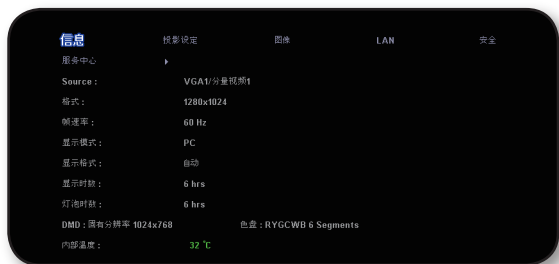 信息 投影设定 图像 LAN 安全
服务中心
Source : VGA1/分量视频1
格式 : 1280x1024
帧速率 : 60 Hz
显示模式 : PC
显示格式 : 自动
显示时数 : 6 hrs
灯泡时数 : 6 hrs
DMD : 固有分辨率 1024x768 色盘 : RYGCWB 6 Segments
内部温度 : 32 ℃